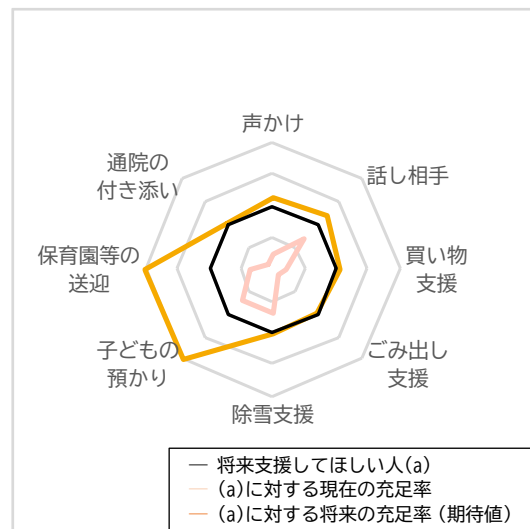 声かけ
通院の
付き添い
話し相手
保育園等の
送迎
買い物
支援
子どもの
預かり
ごみ出し
支援
除雪支援
将来支援してほしい人(a)
(a)に対する現在の充足率
(a)に対する将来の充足率（期待値）